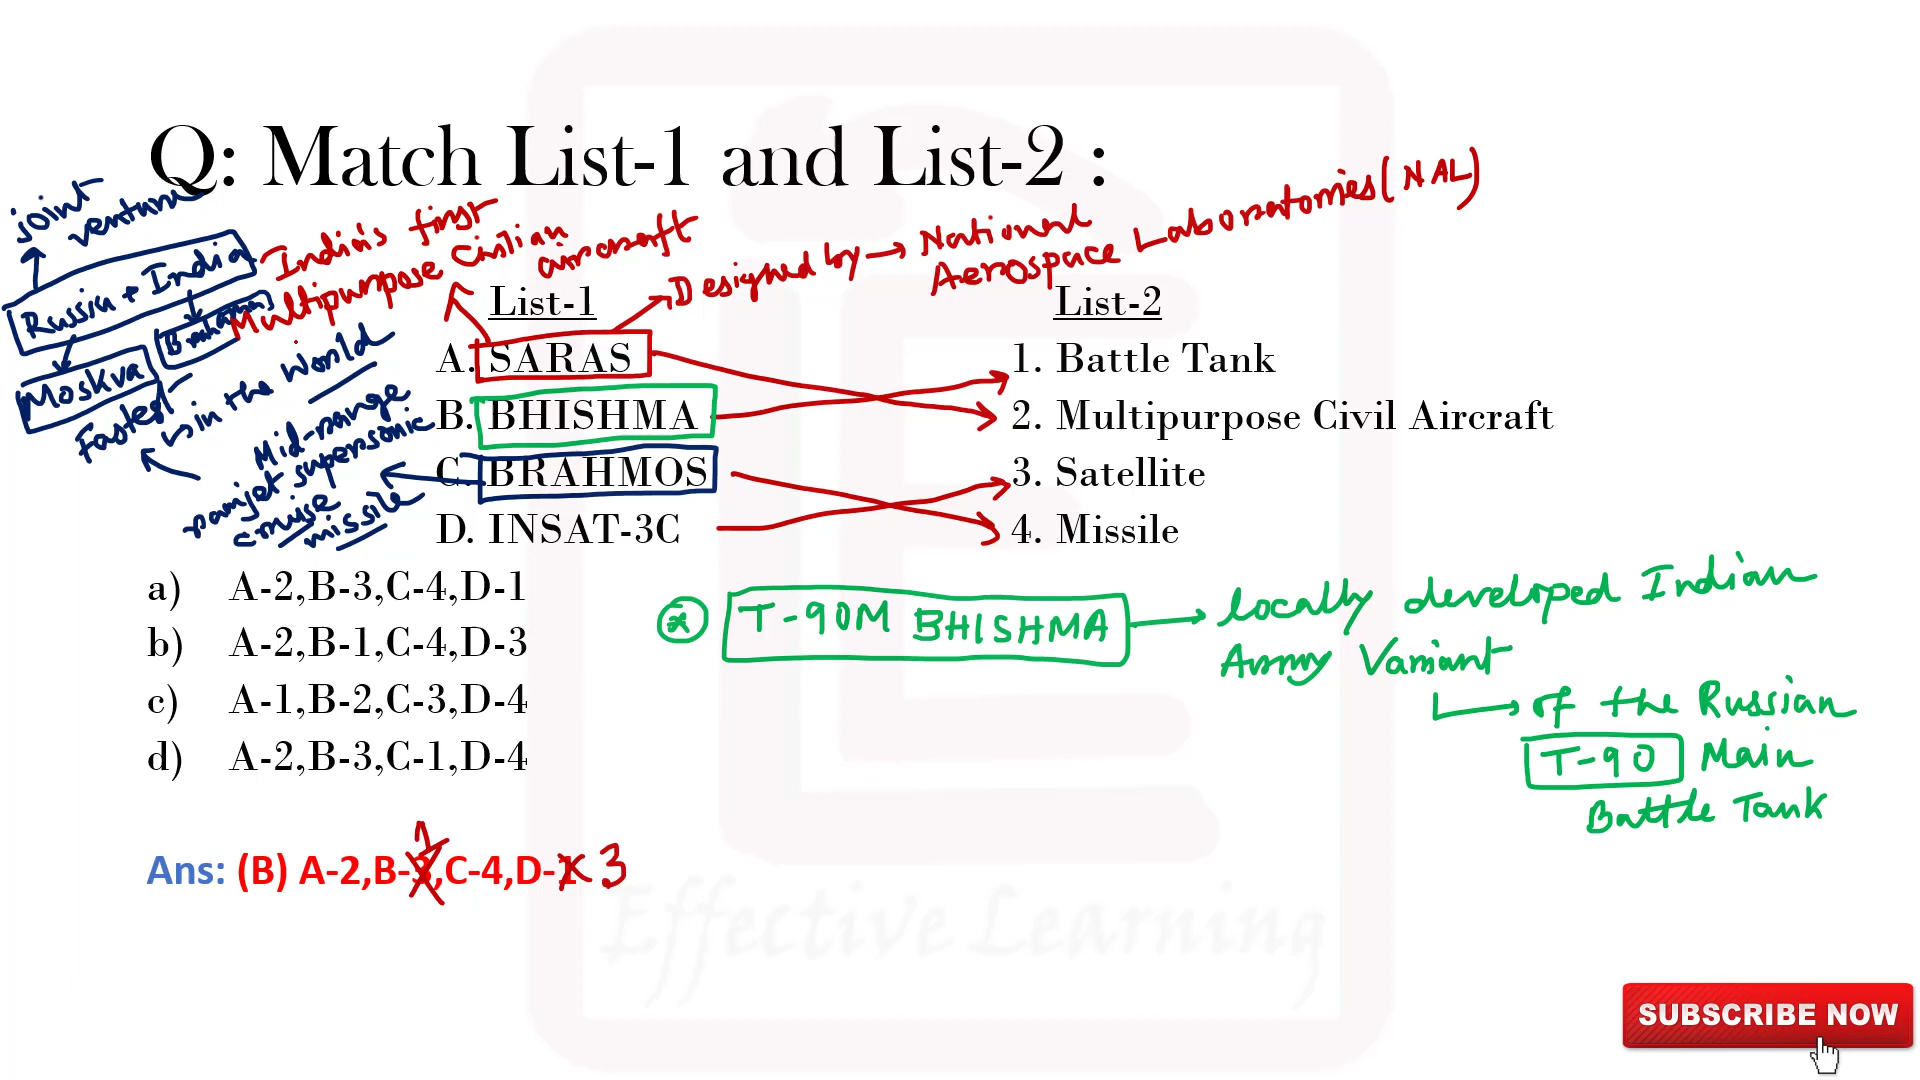 Q: Match List-1 and List-2 :
joint
venture
Russia + India
Brahma
Moskva
India's first
Multipurpose Civilian
aircraft
Designed by → National
Aerospace Laboratories (NAL)
List-1
List-2
A. SARAS
1. Battle Tank
B. BHISHMA
2. Multipurpose Civil Aircraft
C. BRAHMOS
3. Satellite
D. INSAT-3C
4. Missile
Fastest
in the World
Mid-range
ramjet supersonic
cruise
missile
a) A-2,B-3,C-4,D-1
b) A-2,B-1,C-4,D-3
c) A-1,B-2,C-3,D-4
d) A-2,B-3,C-1,D-4
T-90M BHISHMA → locally developed Indian
Army Variant
→ of the Russian
T-90 Main
Battle Tank
Ans: (B) A-2,B-3,C-4,D-1 3
1
Effective Learning
SUBSCRIBE NOW